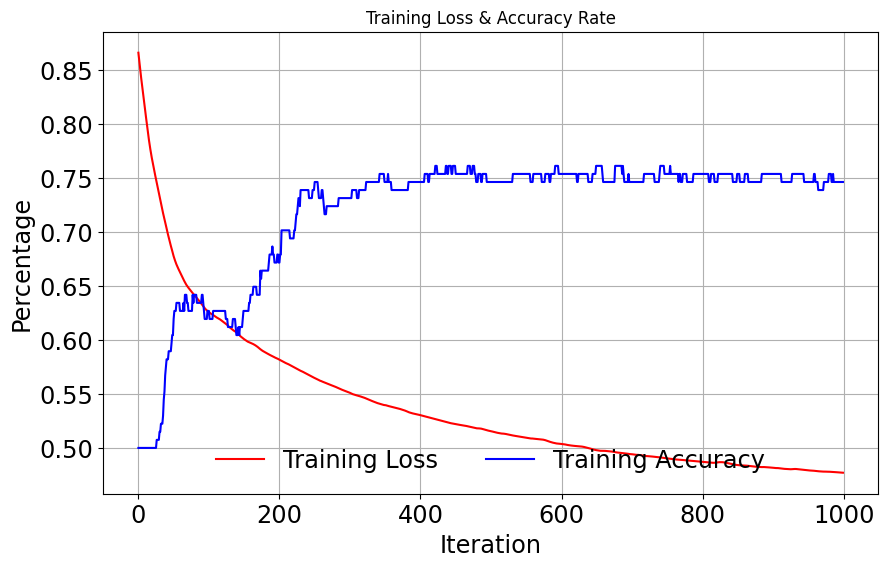 Training Loss & Accuracy Rate
Percentage
0.85
0.80
0.75
0.70
0.65
0.60
0.55
0.50
Training Loss
Training Accuracy
0 200 400 600 800 1000
Iteration